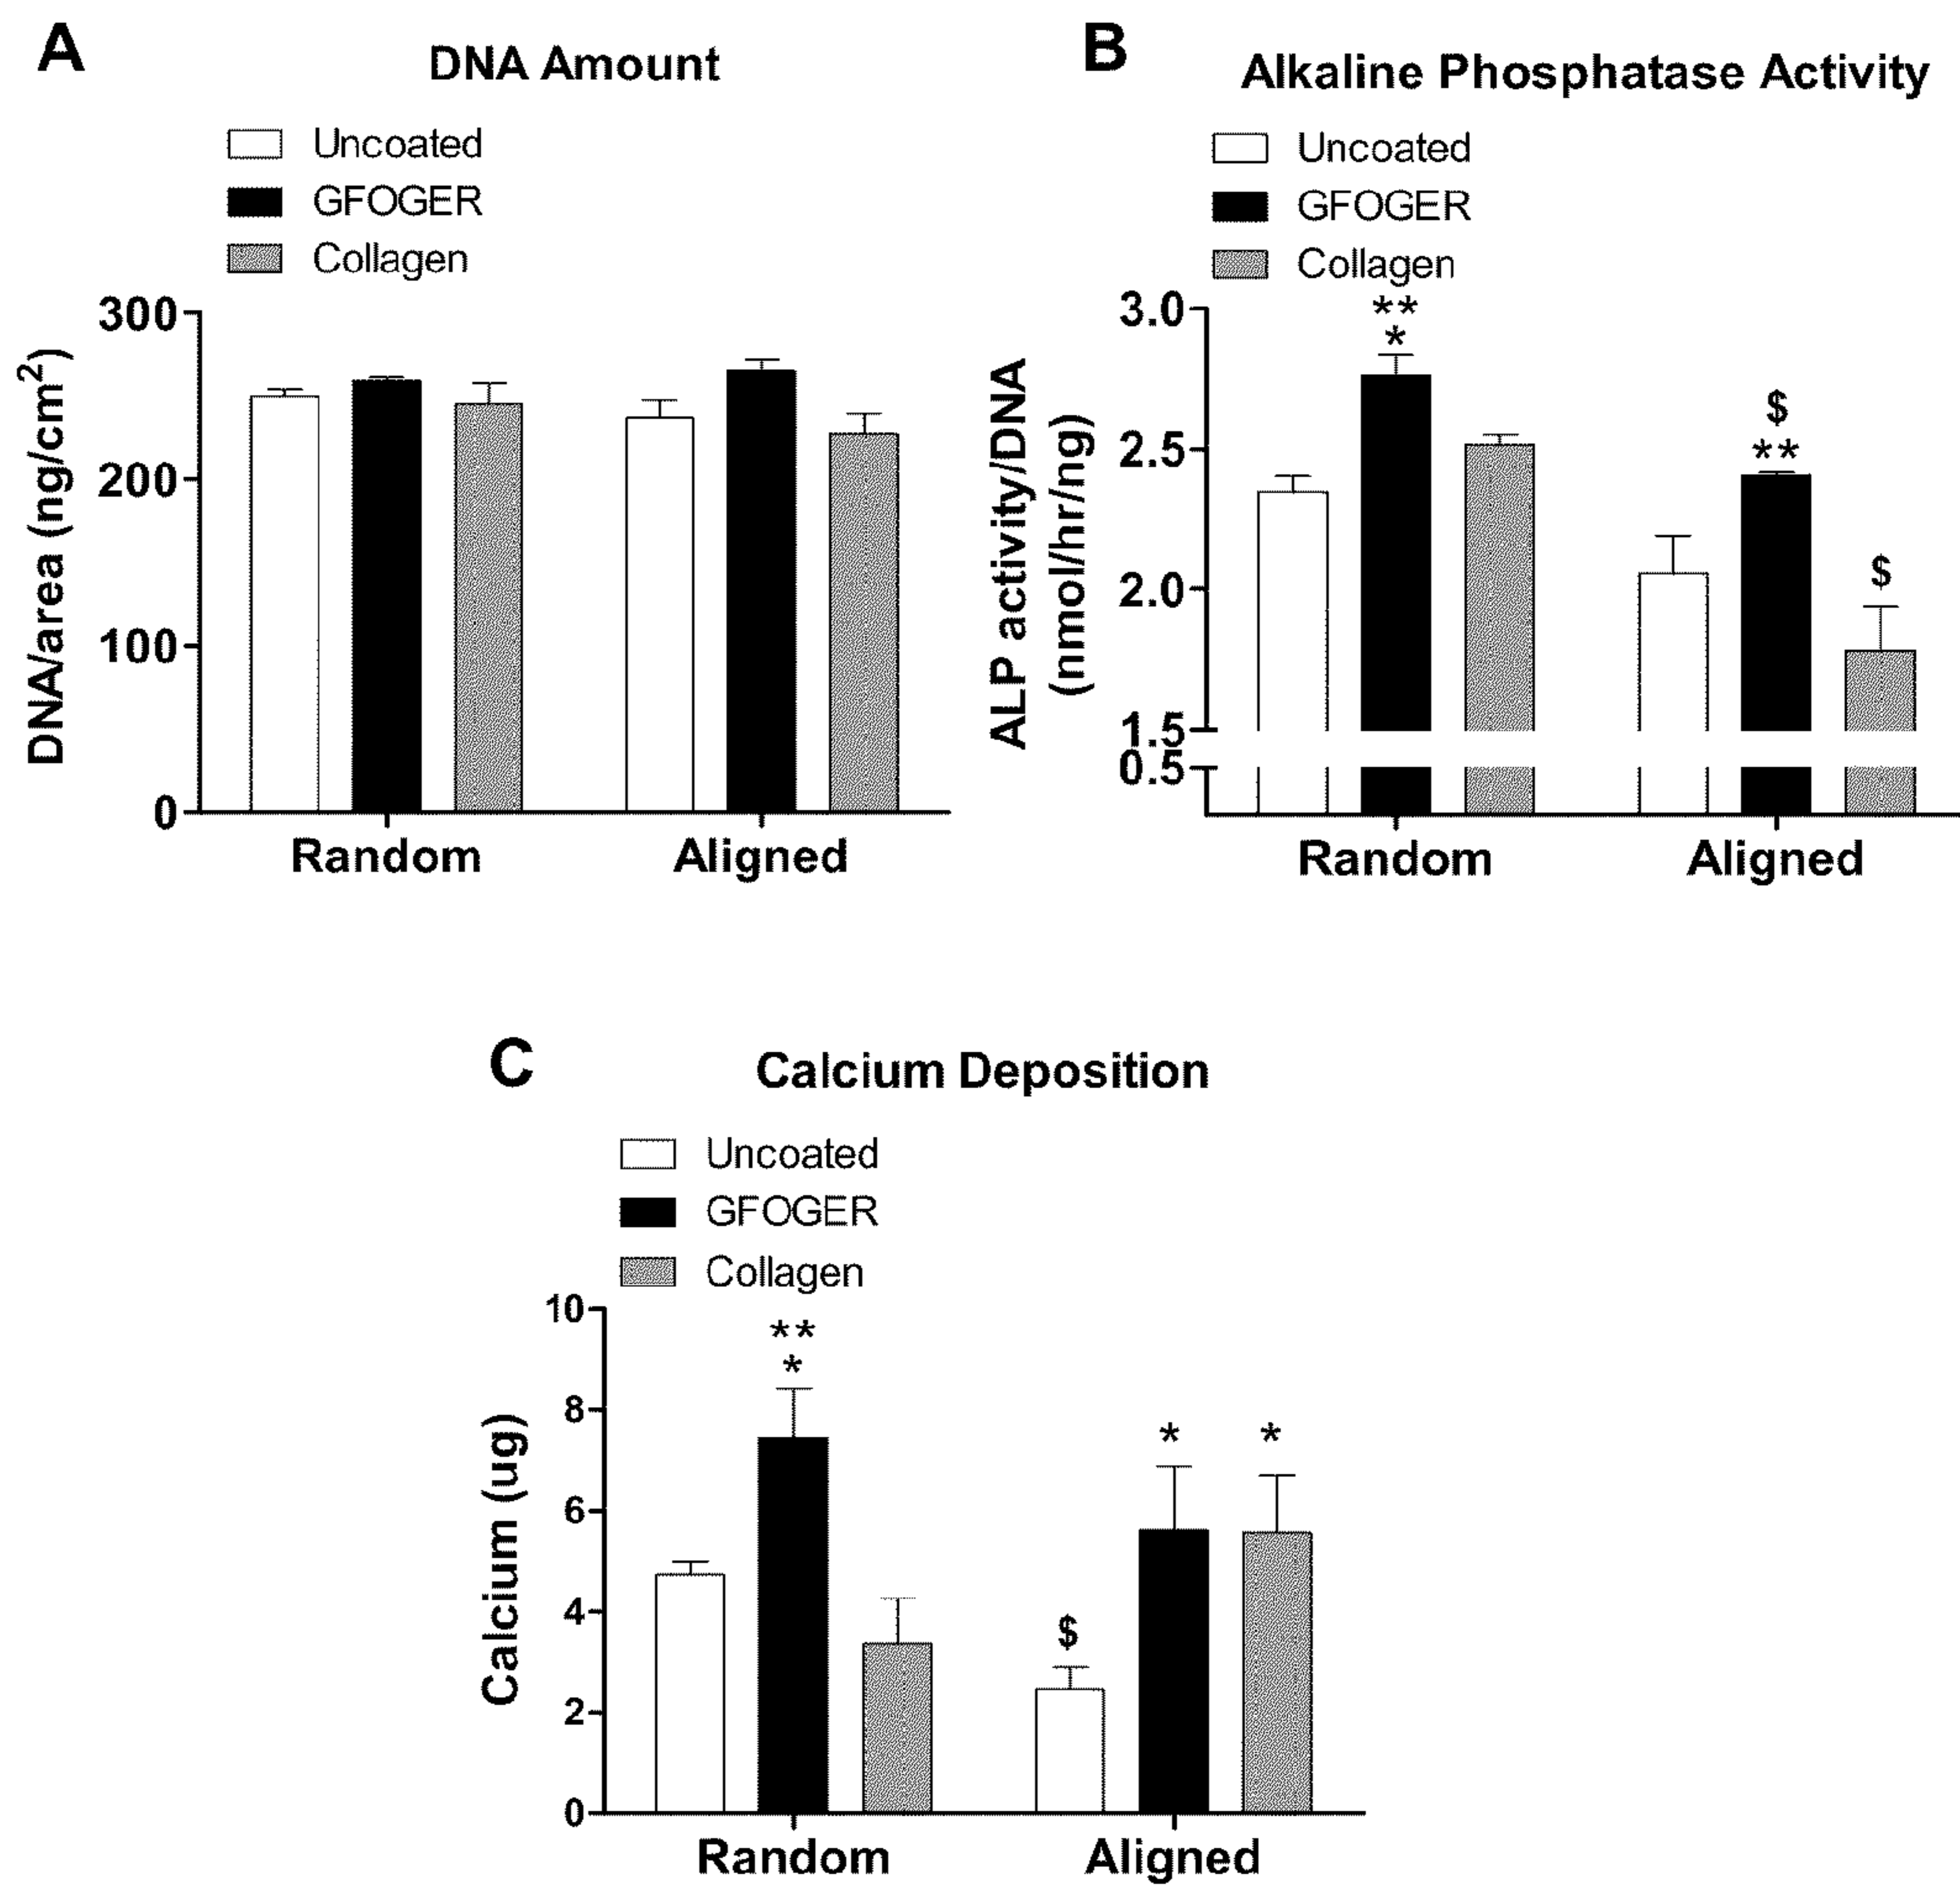 A
DNA Amount
Uncoated
GFOGER
Collagen
DNA/area (ng/cm²)
300
200
100
0
Random Aligned
B
Alkaline Phosphatase Activity
Uncoated
GFOGER
Collagen
ALP activity/DNA
(nmol/hr/ng)
3.0
2.5
2.0
1.5
0.5
**
*
$
**
$
Random Aligned
C
Calcium Deposition
Uncoated
GFOGER
Collagen
Calcium (ug)
10
8
6
4
2
0
**
*
$
* *
Random Aligned